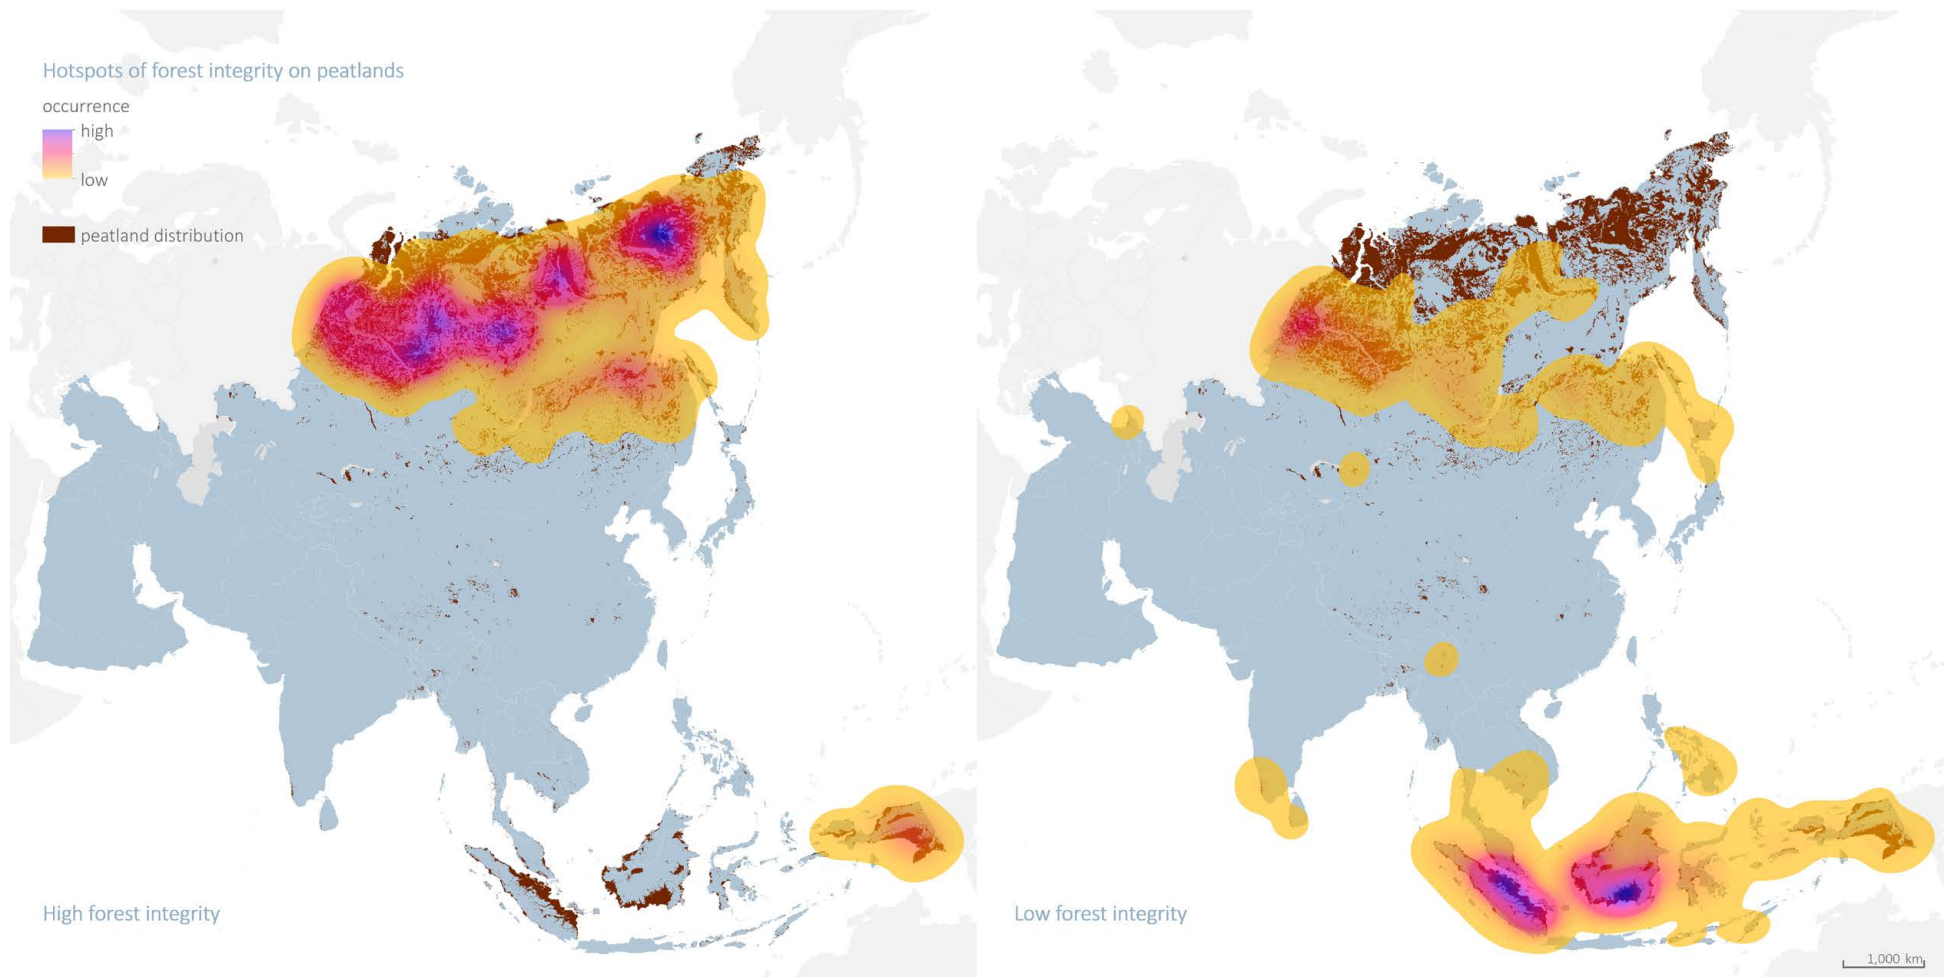 Hotspots of forest integrity on peatlands
occurrence
high
low
peatland distribution
High forest integrity
Low forest integrity
1,000 km